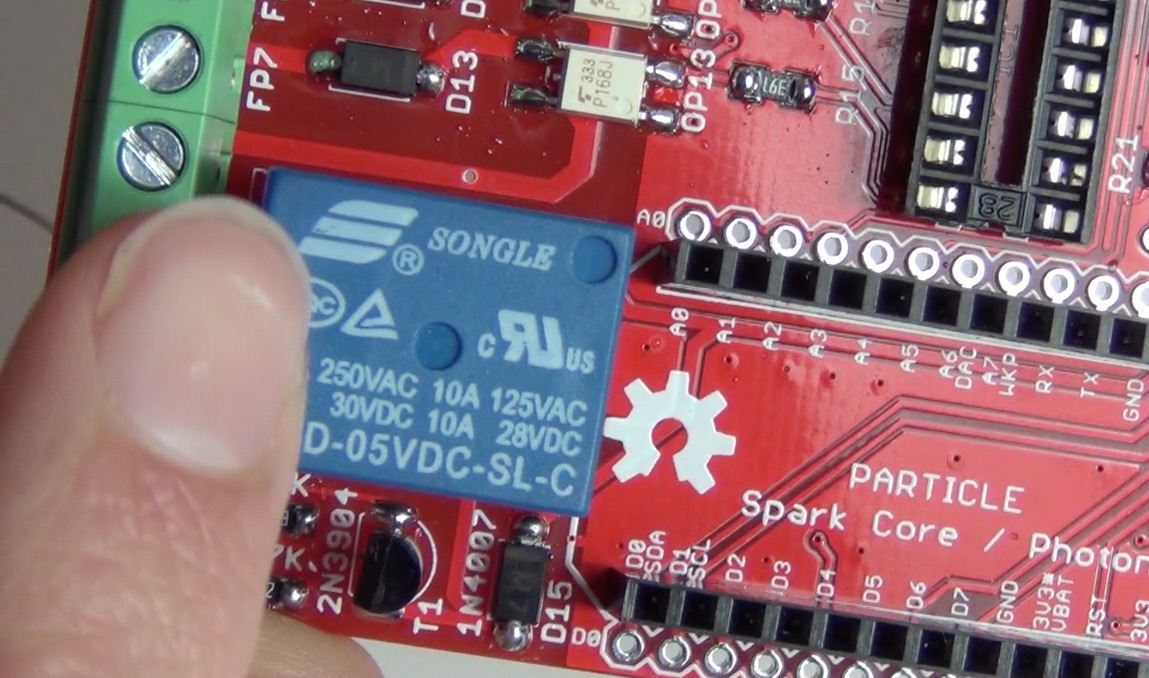 FP7
D13
333
P168J
OP13
R15
R21
IC1
28
A0
SONGLE
®
c RU US
250VAC 10A 125VAC
30VDC 10A 28VDC
D-05VDC-SL-C
A0
A1
A2
A3
A4
A5
A6
DAC
A7
WKP
RX
TX
GND
PARTICLE
Spark Core / Photon
D0
SDA
D1
SCL
D2
D3
D4
D5
D6
D7
GND
3V3*
VBAT
RST
3V3
D0
2N3904
T1
1N4007
D15